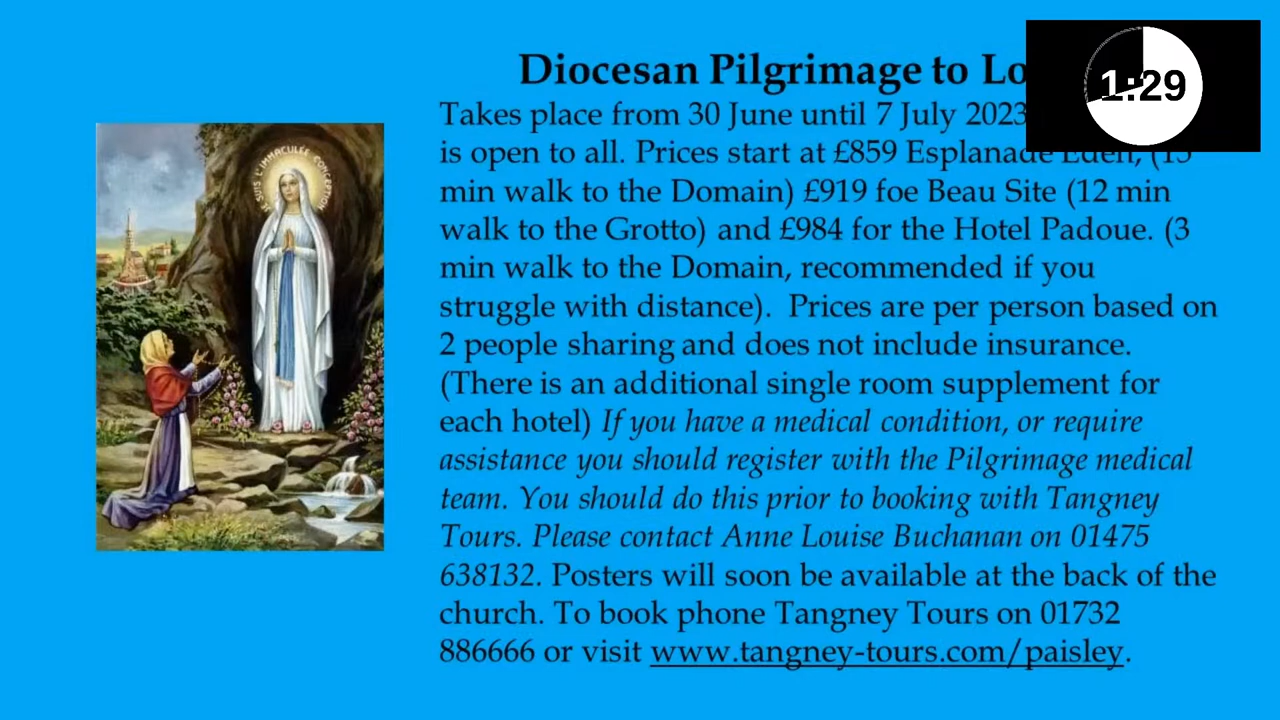 Diocesan Pilgrimage to
1:29
Takes place from 30 June until 7 July 2023
is open to all. Prices start at £859 Esplanade Eden, (15
min walk to the Domain) £919 foe Beau Site (12 min
walk to the Grotto) and £984 for the Hotel Padoue. (3
min walk to the Domain, recommended if you
struggle with distance). Prices are per person based on
2 people sharing and does not include insurance.
(There is an additional single room supplement for
each hotel) If you have a medical condition, or require
assistance you should register with the Pilgrimage medical
team. You should do this prior to booking with Tangney
Tours. Please contact Anne Louise Buchanan on 01475
638132. Posters will soon be available at the back of the
church. To book phone Tangney Tours on 01732
886666 or visit www.tangney-tours.com/paisley.
JE SUIS L'IMMACULÉE CONCEPTION